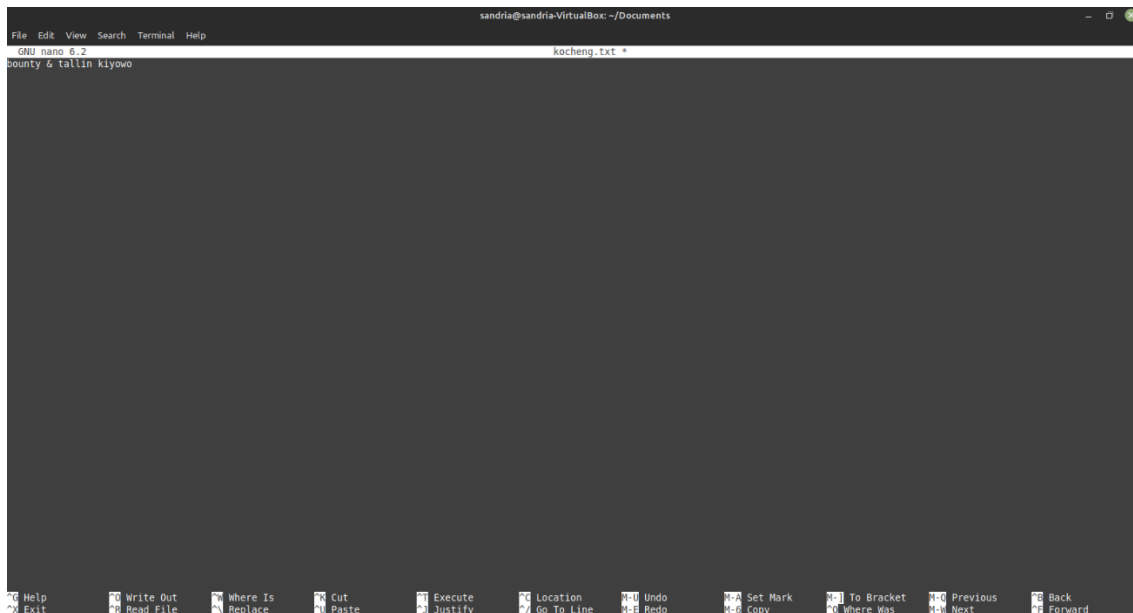 sandria@sandria-VirtualBox: ~/Documents
File Edit View Search Terminal Help
GNU nano 6.2 kocheng.txt *
bounty & tallin kiyowo
^G Help ^O Write Out ^W Where Is ^K Cut ^T Execute ^C Location M-U Undo M-A Set Mark M-] To Bracket M-Q Previous ^B Back
^X Exit ^R Read File ^\ Replace ^U Paste ^J Justify ^/ Go To Line M-E Redo M-6 Copy ^Q Where Was M-W Next ^F Forward